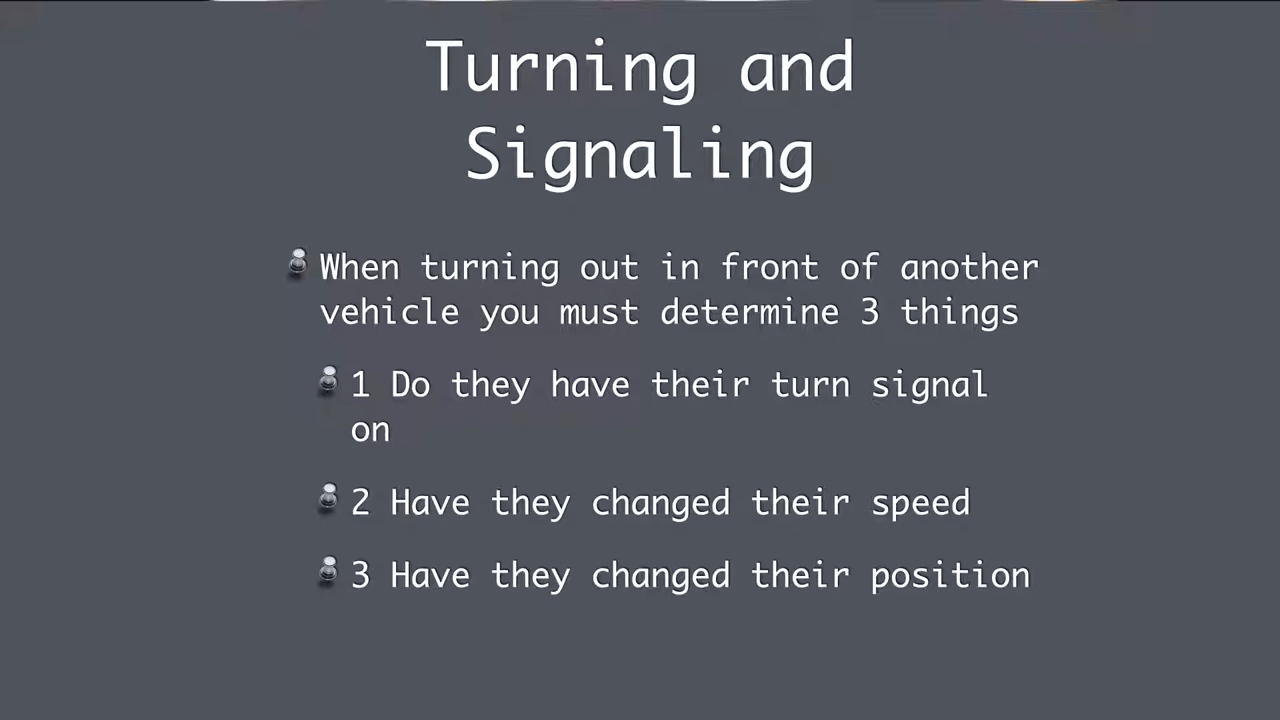 Turning and
Signaling
When turning out in front of another
vehicle you must determine 3 things
1 Do they have their turn signal
on
2 Have they changed their speed
3 Have they changed their position